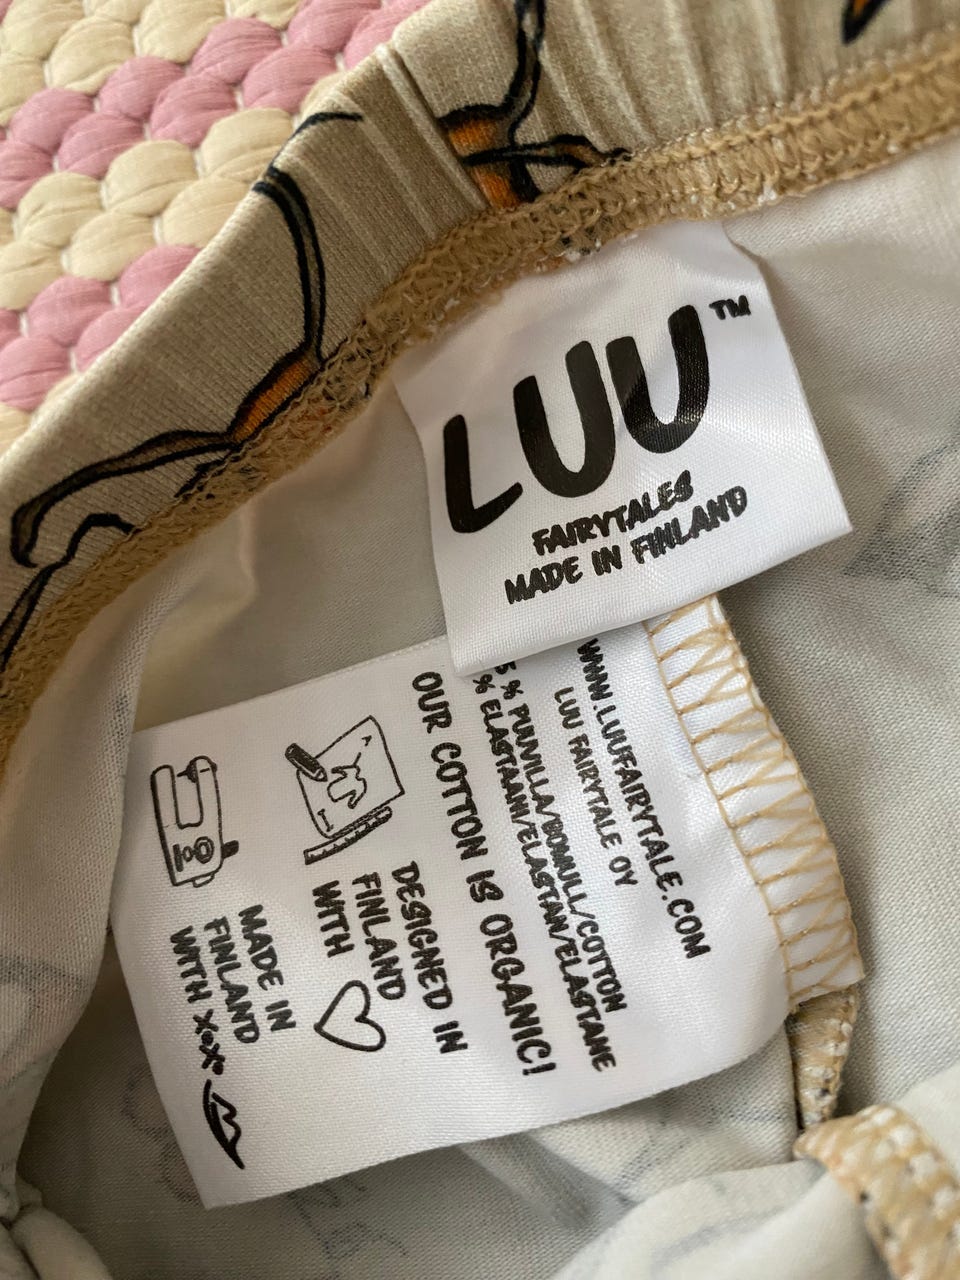 LUU™
FAIRYTALES
MADE IN FINLAND
WWW.LUUFAIRYTALE.COM
LUU FAIRYTALE OY
5 % PUUVILLA/BOMULL/COTTON
% ELASTAANI/ELASTAN/ELASTANE
OUR COTTON IS ORGANIC!
DESIGNED IN
FINLAND
WITH
MADE IN
FINLAND
WITH XOXO